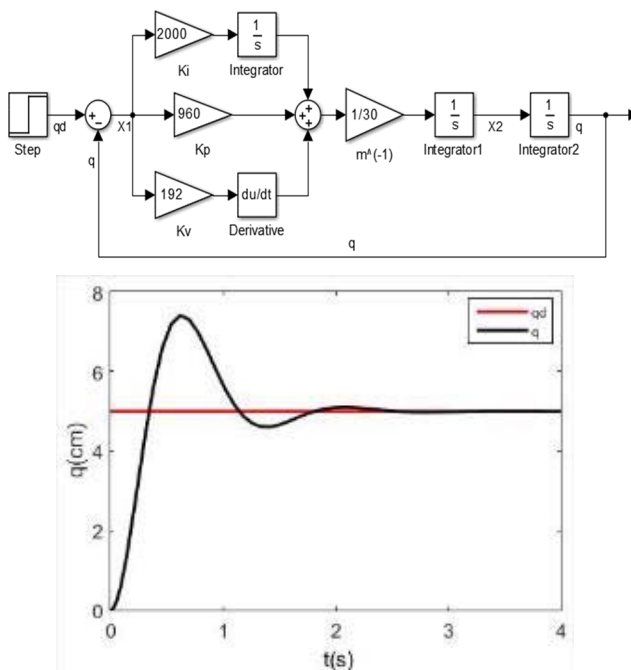 2000
1
s
Ki
Integrator
Step
qd
+
−
X1
q
960
Kp
+
+
+
1/30
m^(-1)
1
s
Integrator1
X2
1
s
Integrator2
q
192
Kv
du/dt
Derivative
q
8
6
4
2
0
q(cm)
qd
q
0
1
2
3
4
t(s)